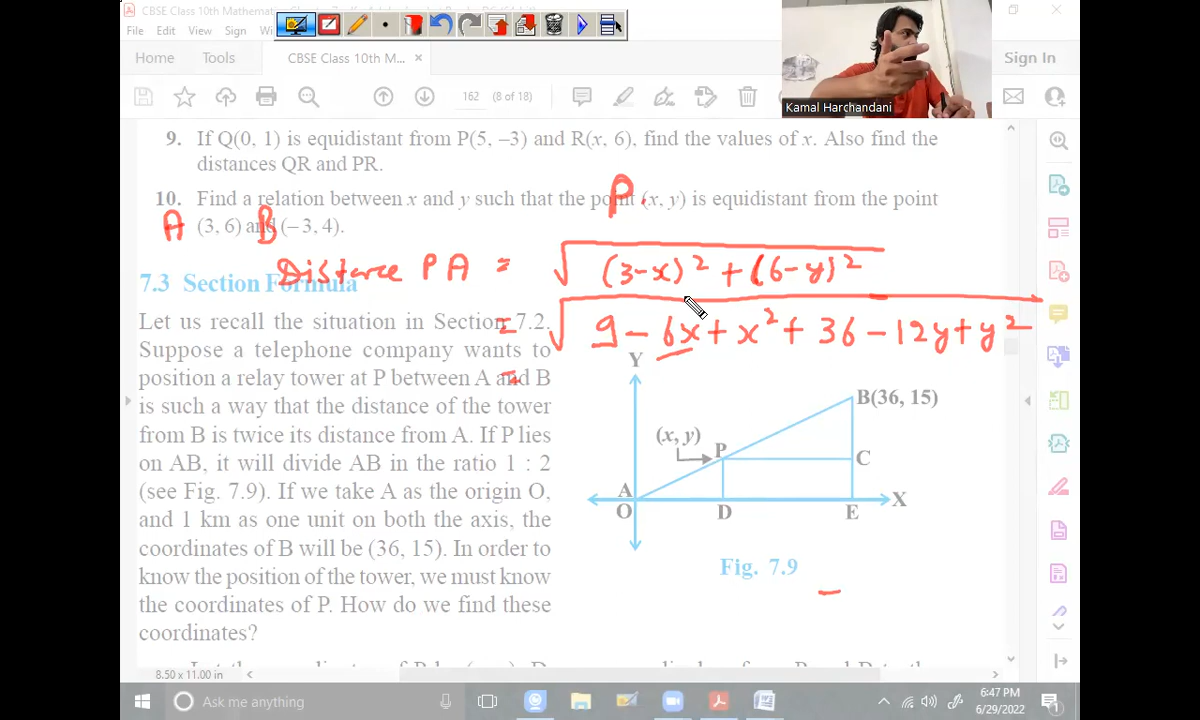 CBSE Class 10th Mathema
File Edit View Sign
Home Tools CBSE Class 10th M... × Sign In
162 (8 of 18)
Kamal Harchandani
9. If Q(0, 1) is equidistant from P(5, –3) and R(x, 6), find the values of x. Also find the
distances QR and PR.
P.
10. Find a relation between x and y such that the point (x, y) is equidistant from the point
A (3, 6) and B (– 3, 4).
Distance PA = √(3-x)² + (6-y)²
7.3 Section Formula
= √9 - 6x + x² + 36 - 12y + y²
=
Let us recall the situation in Section 7.2.
Suppose a telephone company wants to
position a relay tower at P between A and B
is such a way that the distance of the tower
from B is twice its distance from A. If P lies
on AB, it will divide AB in the ratio 1 : 2
(see Fig. 7.9). If we take A as the origin O,
and 1 km as one unit on both the axis, the
coordinates of B will be (36, 15). In order to
know the position of the tower, we must know
the coordinates of P. How do we find these
coordinates?
Y
B(36, 15)
(x, y)
P
C
A
O
D
E
X
Fig. 7.9
8.50 x 11.00 in
Ask me anything
6:47 PM
6/29/2022
1